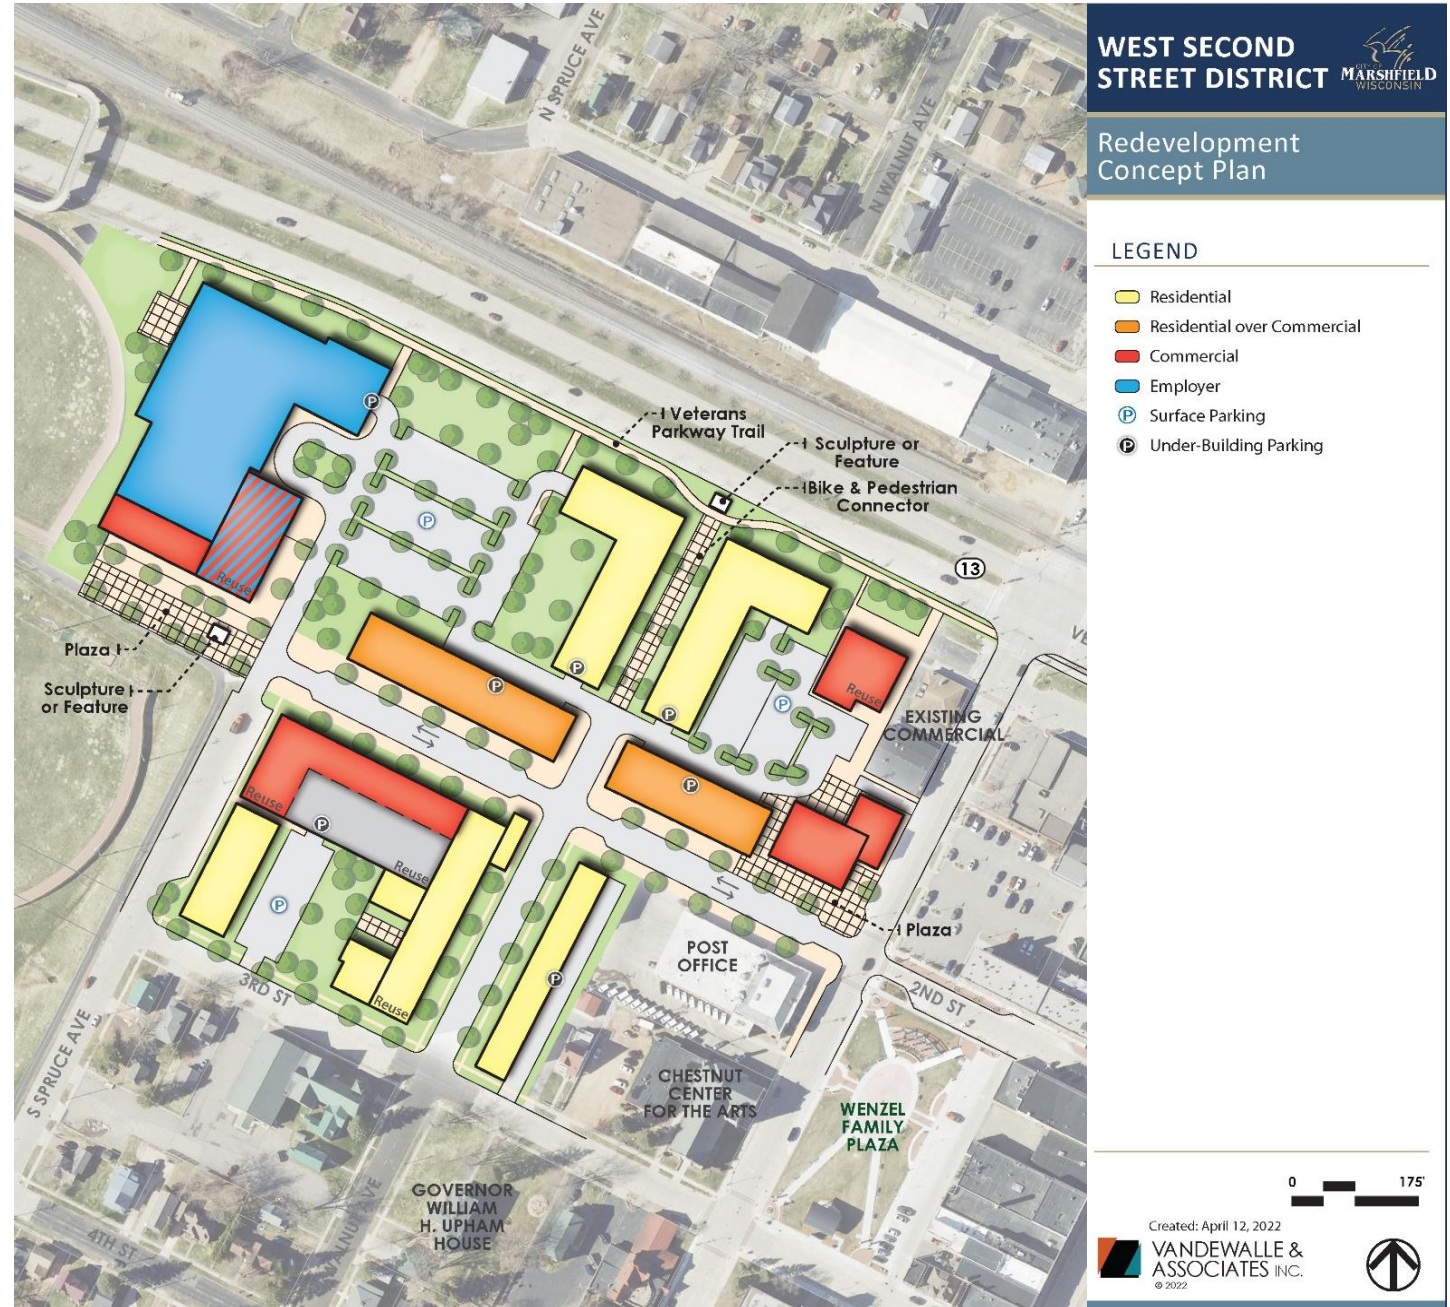 WEST SECOND
STREET DISTRICT
CITY OF
MARSHFIELD
WISCONSIN
Redevelopment
Concept Plan
LEGEND
Residential
Residential over Commercial
Commercial
Employer
P Surface Parking
P Under-Building Parking
N SPRUCE AVE
N WALNUT AVE
Veterans
Parkway Trail
Sculpture or
Feature
Bike & Pedestrian
Connector
13
VE
P
P
Reuse
Plaza
Sculpture
or Feature
P
P
P
P
Reuse
EXISTING
COMMERCIAL
P
Reuse
P
Reuse
P
Plaza
POST
OFFICE
P
2ND ST
3RD ST
Reuse
S SPRUCE AVE
CHESTNUT
CENTER
FOR THE ARTS
WENZEL
FAMILY
PLAZA
GOVERNOR
WILLIAM
H. UPHAM
HOUSE
4TH ST
0 175'
Created: April 12, 2022
VANDEWALLE &
ASSOCIATES INC.
© 2022